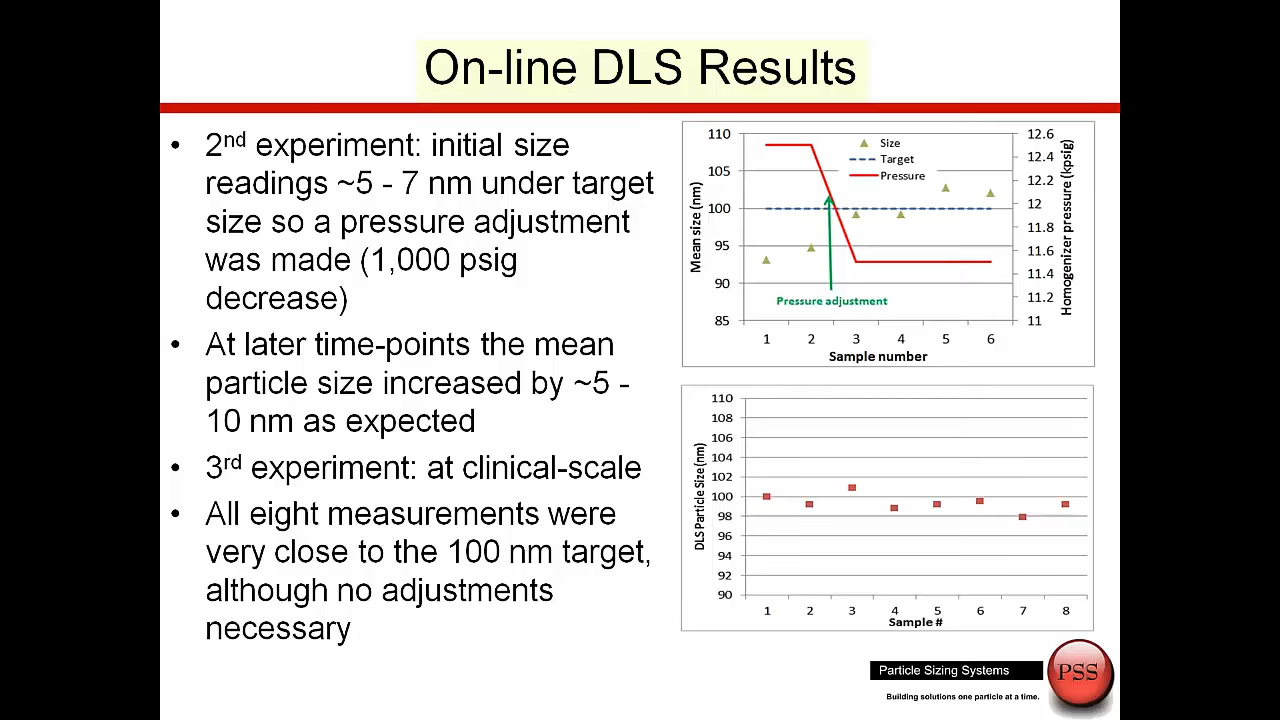 On-line DLS Results
• 2nd experiment: initial size
readings ~5 - 7 nm under target
size so a pressure adjustment
was made (1,000 psig
decrease)
• At later time-points the mean
particle size increased by ~5 -
10 nm as expected
• 3rd experiment: at clinical-scale
• All eight measurements were
very close to the 100 nm target,
although no adjustments
necessary
Mean size (nm)
110
105
100
95
90
85
Size
Target
Pressure
Pressure adjustment
12.6
12.4
12.2
12
11.8
11.6
11.4
11.2
11
Homogenizer pressure (kpsig)
1 2 3 4 5 6
Sample number
DLS Particle Size (nm)
110
108
106
104
102
100
98
96
94
92
90
1 2 3 4 5 6 7 8
Sample #
Particle Sizing Systems
PSS
Building solutions one particle at a time.